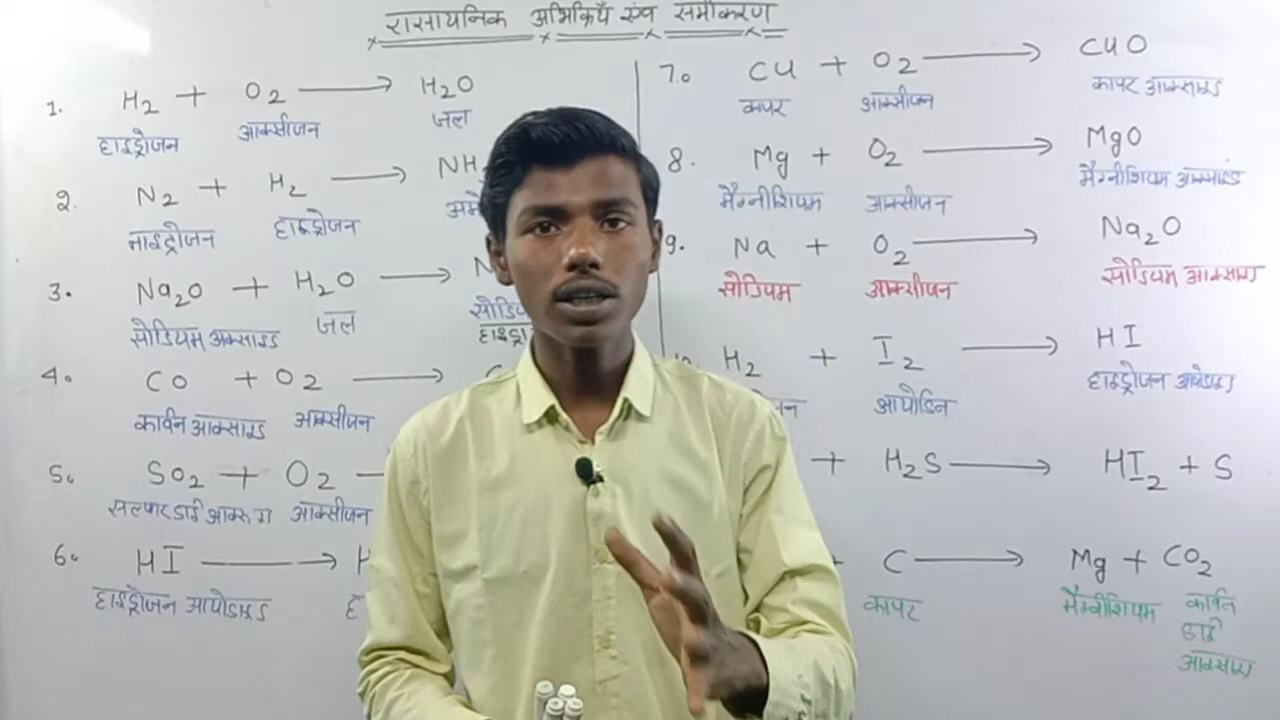 रासायनिक अभिक्रिएँ एंव समीकरण
1. H₂ + O₂ ⟶ H₂O
हाइड्रोजन आक्सीजन जल
2. N₂ + H₂ ⟶ NH
नाइट्रोजन हाइड्रोजन
3. Na₂O + H₂O ⟶ N
सोडियम अक्साइड जल
4. CO + O₂ ⟶
कार्बन आक्साइड आक्सीजन
5. SO₂ + O₂
सल्फर डाई आक्सीजन
6. HI ⟶ H
हाइड्रोजन आयोडाइड
7. CU + O₂ ⟶ CUO
कापर आक्सीजन कापर आक्साइड
8. Mg + O₂ ⟶ MgO
मैग्नीशियम आक्सीजन मैग्नीशियम आक्साइड
9. Na + O₂ ⟶ Na₂O
सोडियम आक्सीजन सोडियम आक्साइड
H₂ + I₂ ⟶ HI
आयोडिन हाइड्रोजन आयोडाइड
+ H₂S ⟶ HI₂ + S
C ⟶ Mg + CO₂
कापर मैग्नीशियम कार्बन
डाई
आक्साइड